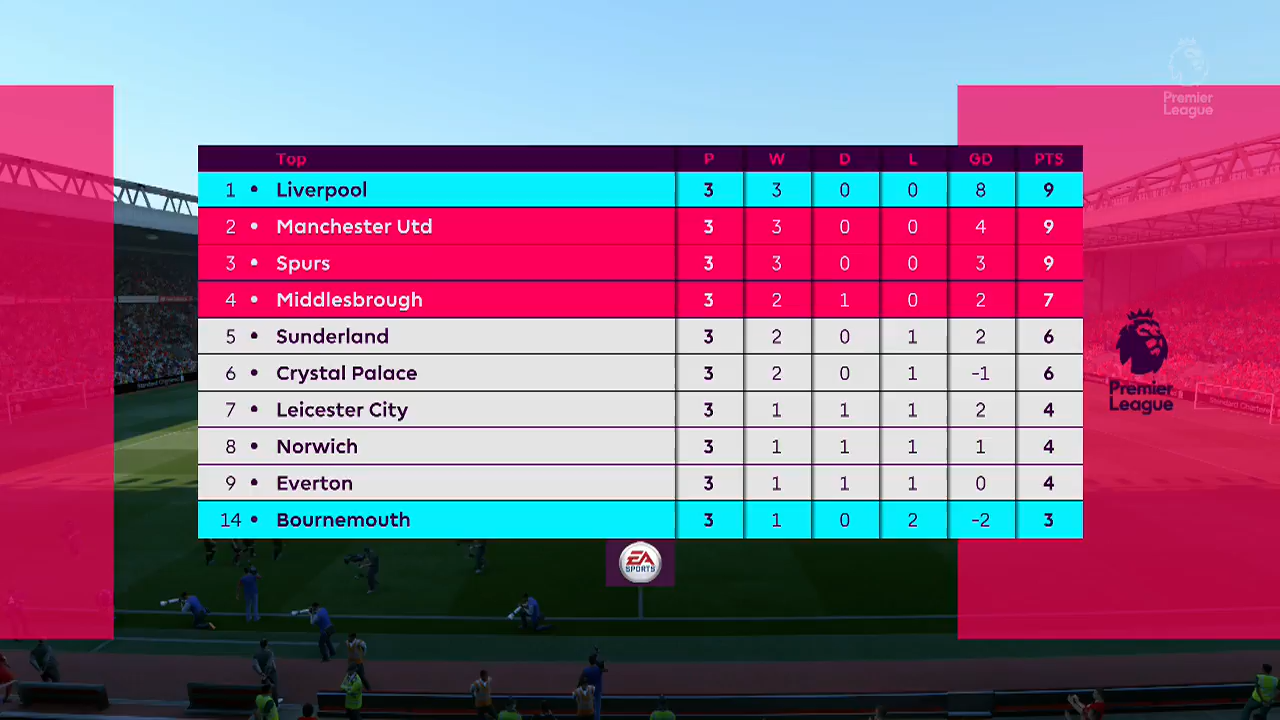 Premier
League
Top P W D L GD PTS
1 • Liverpool 3 3 0 0 8 9
2 • Manchester Utd 3 3 0 0 4 9
3 • Spurs 3 3 0 0 3 9
4 • Middlesbrough 3 2 1 0 2 7
5 • Sunderland 3 2 0 1 2 6
6 • Crystal Palace 3 2 0 1 -1 6
7 • Leicester City 3 1 1 1 2 4
8 • Norwich 3 1 1 1 1 4
9 • Everton 3 1 1 1 0 4
14 • Bournemouth 3 1 0 2 -2 3
Standard Chartered
Premier
League
Standard Chartered
EA
SPORTS